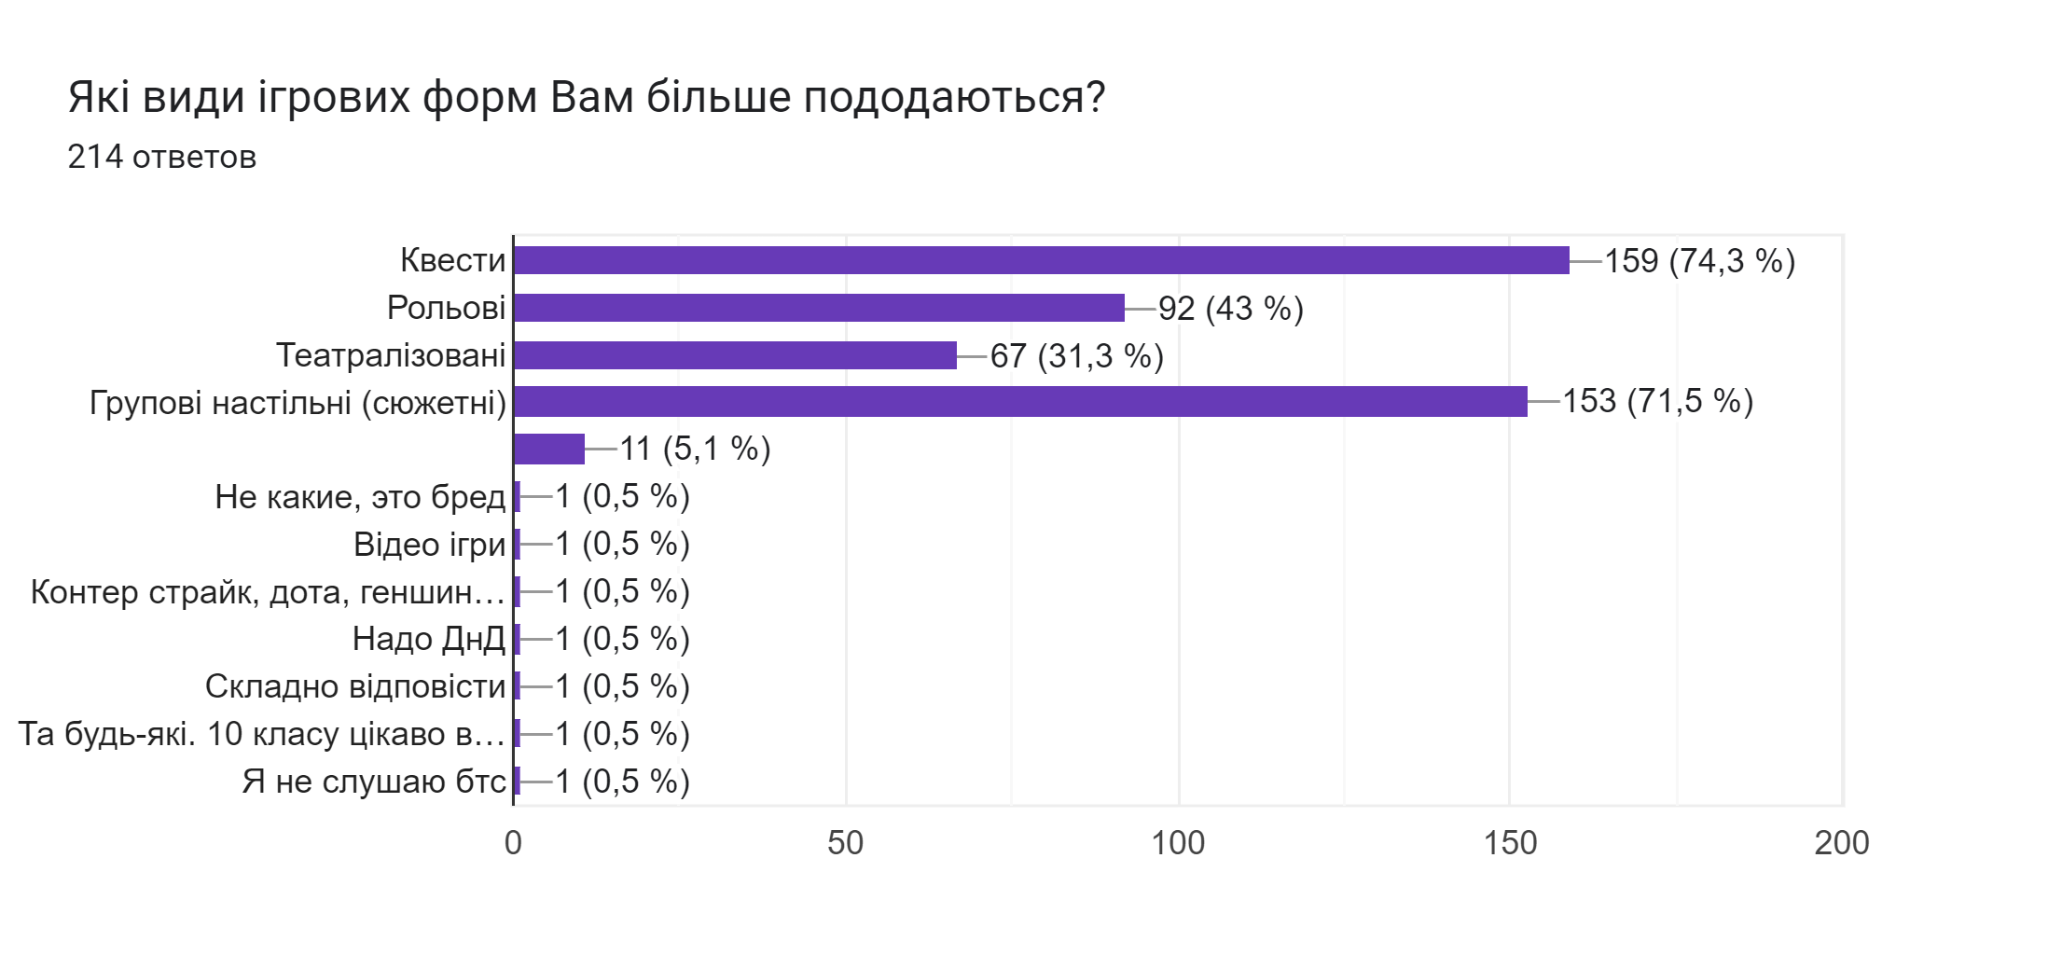 Які види ігрових форм Вам більше пододаються?
214 ответов
Квести 159 (74,3 %)
Рольові 92 (43 %)
Театралізовані 67 (31,3 %)
Групові настільні (сюжетні) 153 (71,5 %)
11 (5,1 %)
Не какие, это бред 1 (0,5 %)
Відео ігри 1 (0,5 %)
Контер страйк, дота, геншин… 1 (0,5 %)
Надо ДнД 1 (0,5 %)
Складно відповісти 1 (0,5 %)
Та будь-які. 10 класу цікаво в… 1 (0,5 %)
Я не слушаю бтс 1 (0,5 %)
0 50 100 150 200